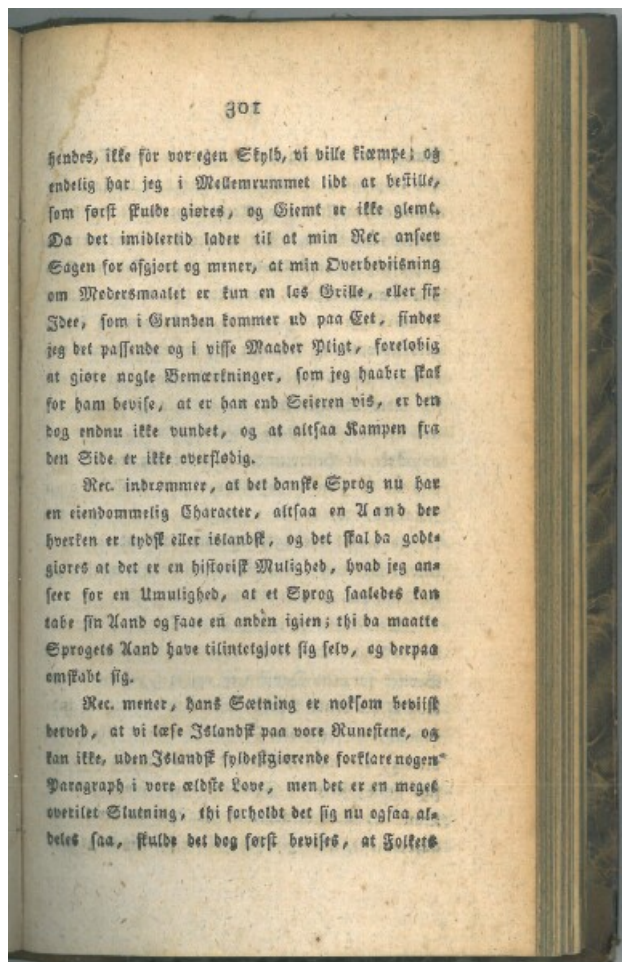 301
hendes, ikke for vor egen Skyld, vi ville kiæmpe; og
endelig har jeg i Mellemrummet lidt at bestille,
som først skulde giøres, og Giemt er ikke glemt.
Da det imidlertid lader til at min Rec anseer
Sagen for afgjort og mener, at min Overbeviisning
om Modersmaalet er kun en løs Grille, eller fix
Idee, som i Grunden kommer ud paa Eet, finder
jeg det passende og i visse Maader Pligt, foreløbig
at giøre nogle Bemærkninger, som jeg haaber skal
for ham bevise, at er han end Seieren vis, er den
dog endnu ikke vundet, og at altsaa Kampen fra
den Side er ikke overflødig.
Rec. indrømmer, at det danske Sprog nu har
en eiendommelig Character, altsaa en Aand der
hverken er tydsk eller islandsk, og det skal da godt-
giøres at det er en historisk Mulighed, hvad jeg an-
seer for en Umulighed, at et Sprog saaledes kan
tabe sin Aand og faae en anden igien; thi da maatte
Sprogets Aand have tilintetgjort sig selv, og derpaa
omskabt sig.
Rec. mener, hans Sætning er noksom beviist
derved, at vi læse Islandsk paa vore Runestene, og
kan ikke, uden Islandsk fyldestgiørende forklare nogen
Paragraph i vore ældste Love, men det er en meget
overilet Slutning, thi forholdt det sig nu ogsaa al-
deles saa, skulde det dog først bevises, at Folkets